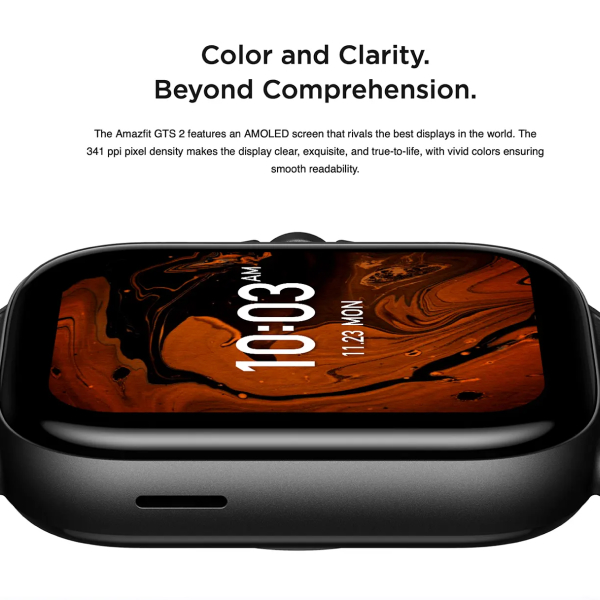 Color and Clarity.
Beyond Comprehension.
The Amazfit GTS 2 features an AMOLED screen that rivals the best displays in the world. The
341 ppi pixel density makes the display clear, exquisite, and true-to-life, with vivid colors ensuring
smooth readability.
10:03 AM
11.23 MON